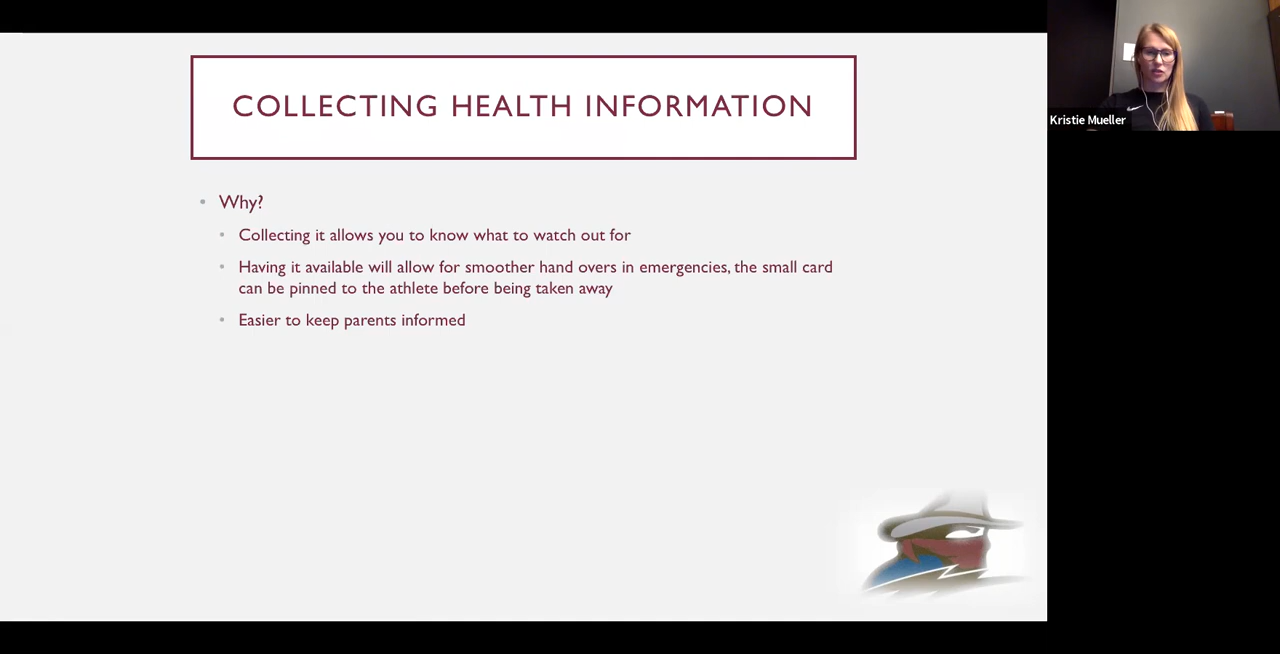 COLLECTING HEALTH INFORMATION
Kristie Mueller
• Why?
• Collecting it allows you to know what to watch out for
• Having it available will allow for smoother hand overs in emergencies, the small card
can be pinned to the athlete before being taken away
• Easier to keep parents informed